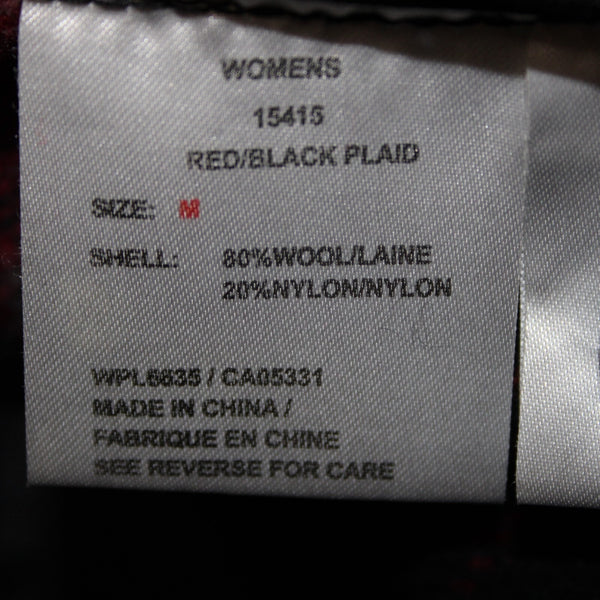 WOMENS
15415
RED/BLACK PLAID
SIZE: M
SHELL: 80%WOOL/LAINE
20%NYLON/NYLON
WPL6635 / CA05331
MADE IN CHINA /
FABRIQUE EN CHINE
SEE REVERSE FOR CARE